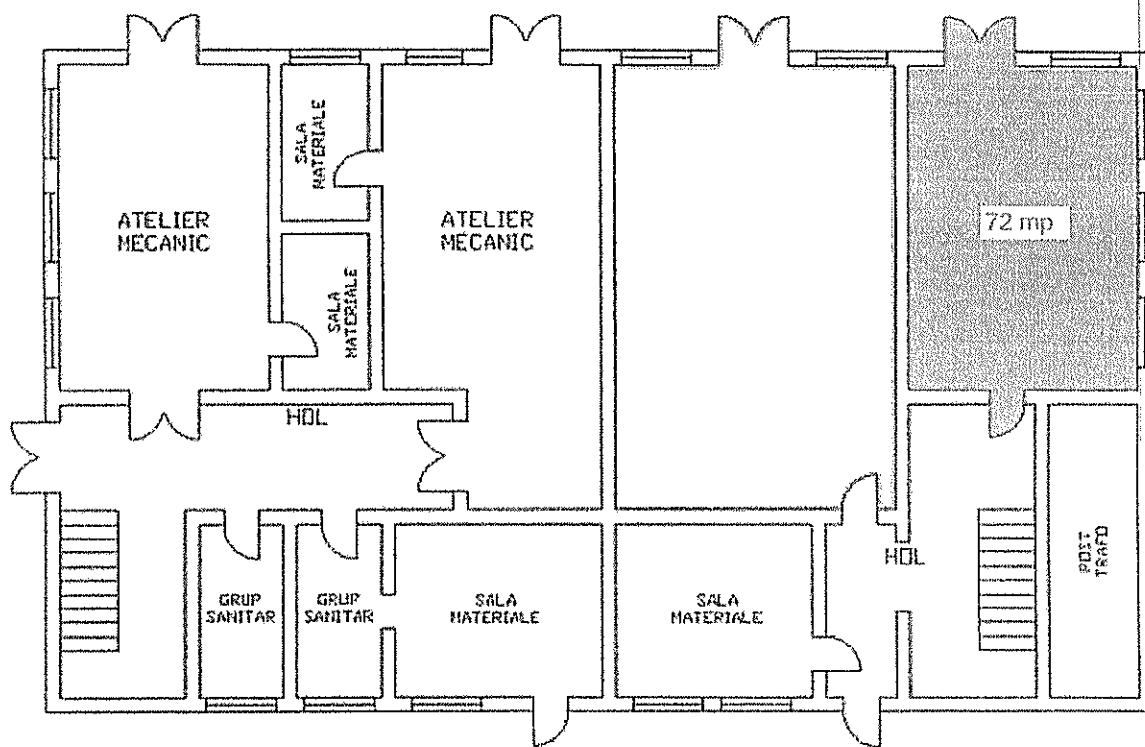 SALA
MATERIALE
ATELIER
MECANIC
ATELIER
MECANIC
72 mp
SALA
MATERIALE
HOL
HOL
POST
TRAFO
GRUP
SANITAR
GRUP
SANITAR
SALA
MATERIALE
SALA
MATERIALE